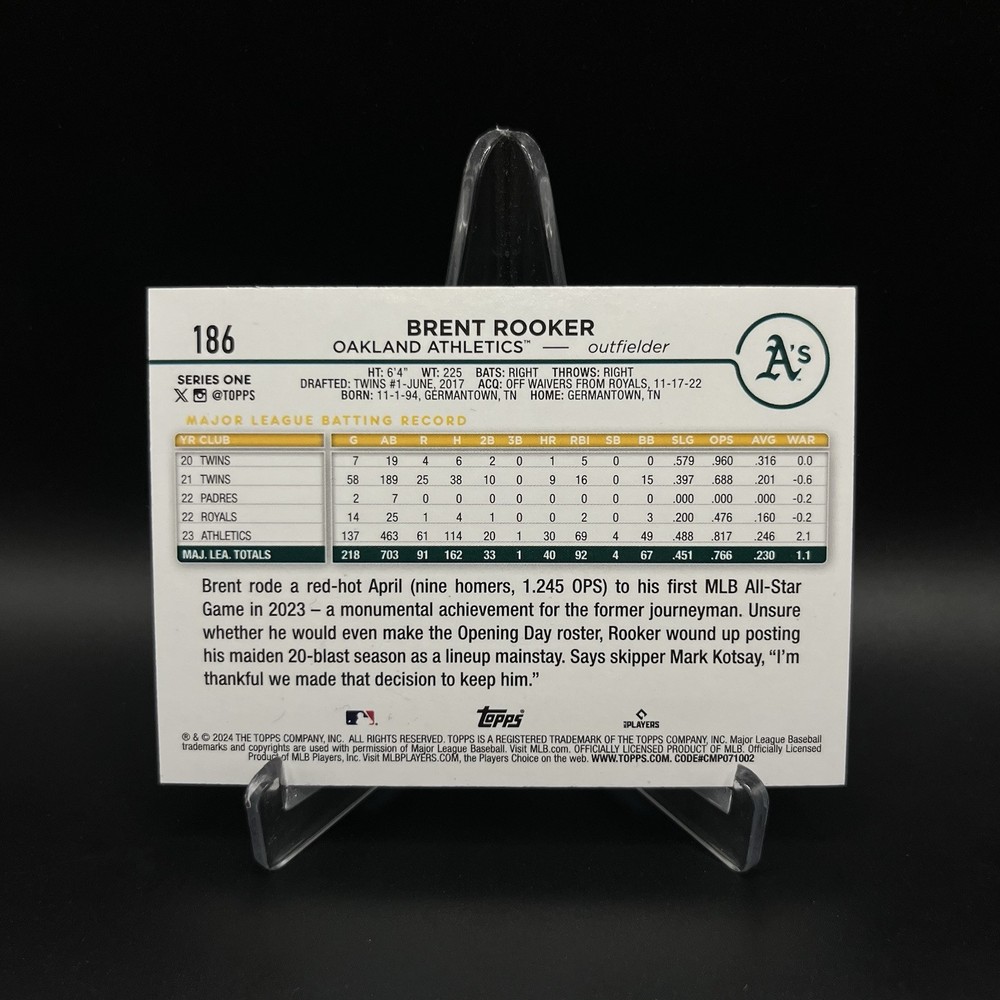 186
BRENT ROOKER
OAKLAND ATHLETICS™ — outfielder
A's
SERIES ONE
X @TOPPS
HT: 6'4" WT: 225 BATS: RIGHT THROWS: RIGHT
DRAFTED: TWINS #1-JUNE, 2017 ACQ: OFF WAIVERS FROM ROYALS, 11-17-22
BORN: 11-1-94, GERMANTOWN, TN HOME: GERMANTOWN, TN
MAJOR LEAGUE BATTING RECORD
YR CLUB G AB R H 2B 3B HR RBI SB BB SLG OPS AVG WAR
20 TWINS 7 19 4 6 2 0 1 5 0 0 .579 .960 .316 0.0
21 TWINS 58 189 25 38 10 0 9 16 0 15 .397 .688 .201 -0.6
22 PADRES 2 7 0 0 0 0 0 0 0 0 .000 .000 .000 -0.2
22 ROYALS 14 25 1 4 1 0 0 2 0 3 .200 .476 .160 -0.2
23 ATHLETICS 137 463 61 114 20 1 30 69 4 49 .488 .817 .246 2.1
MAJ. LEA. TOTALS 218 703 91 162 33 1 40 92 4 67 .451 .766 .230 1.1
Brent rode a red-hot April (nine homers, 1.245 OPS) to his first MLB All-Star
Game in 2023 – a monumental achievement for the former journeyman. Unsure
whether he would even make the Opening Day roster, Rooker wound up posting
his maiden 20-blast season as a lineup mainstay. Says skipper Mark Kotsay, “I’m
thankful we made that decision to keep him.”
topps
PLAYERS
® & © 2024 THE TOPPS COMPANY, INC. ALL RIGHTS RESERVED. TOPPS IS A REGISTERED TRADEMARK OF THE TOPPS COMPANY, INC. Major League Baseball
trademarks and copyrights are used with permission of Major League Baseball. Visit MLB.com. OFFICIALLY LICENSED PRODUCT OF MLB. Officially Licensed
Product of MLB Players, Inc. Visit MLBPLAYERS.COM, the Players Choice on the web. WWW.TOPPS.COM. CODE#CMP071002